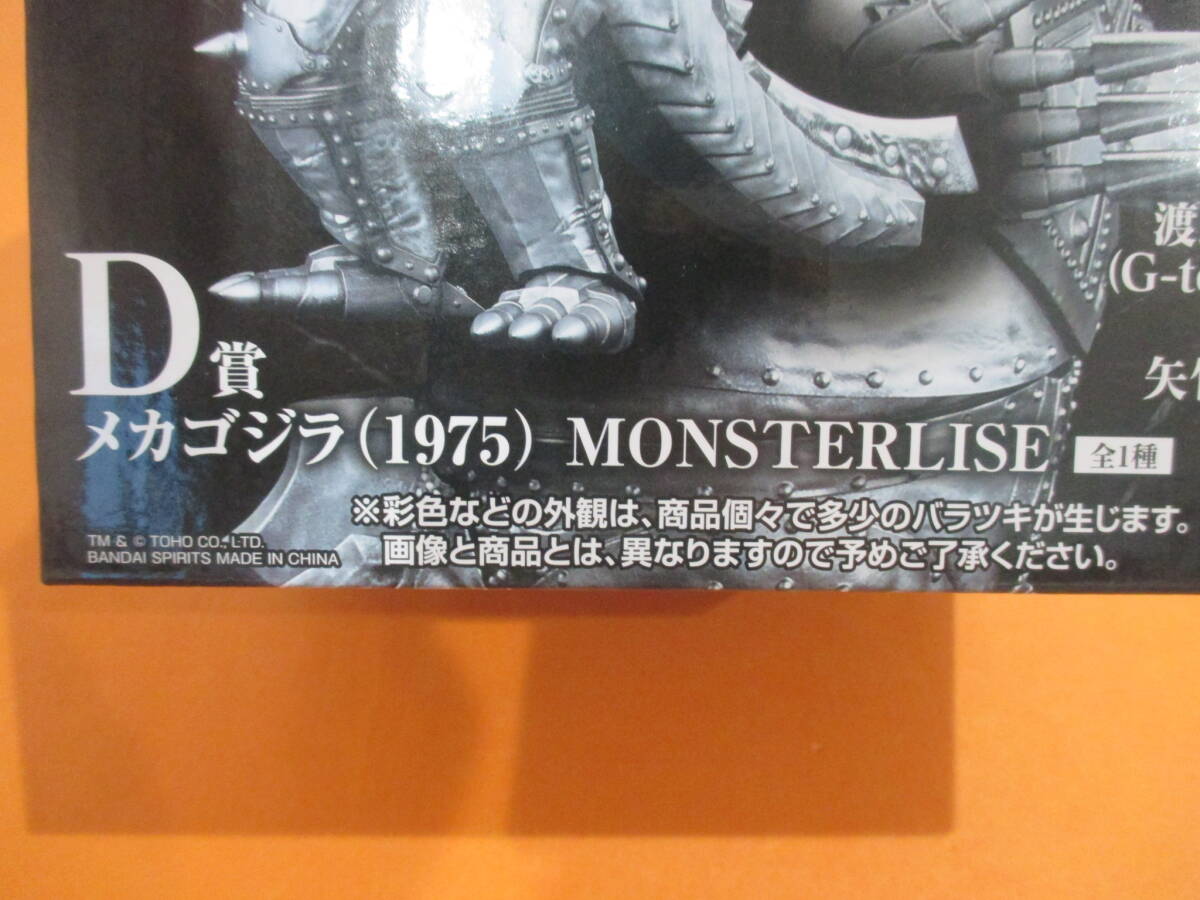 渡
(G-t
矢
D賞
メカゴジラ(1975) MONSTERLISE 全1種
※彩色などの外観は、商品個々で多少のバラツキが生じます。
画像と商品とは、異なりますので予めご了承ください。
TM & © TOHO CO., LTD.
BANDAI SPIRITS MADE IN CHINA